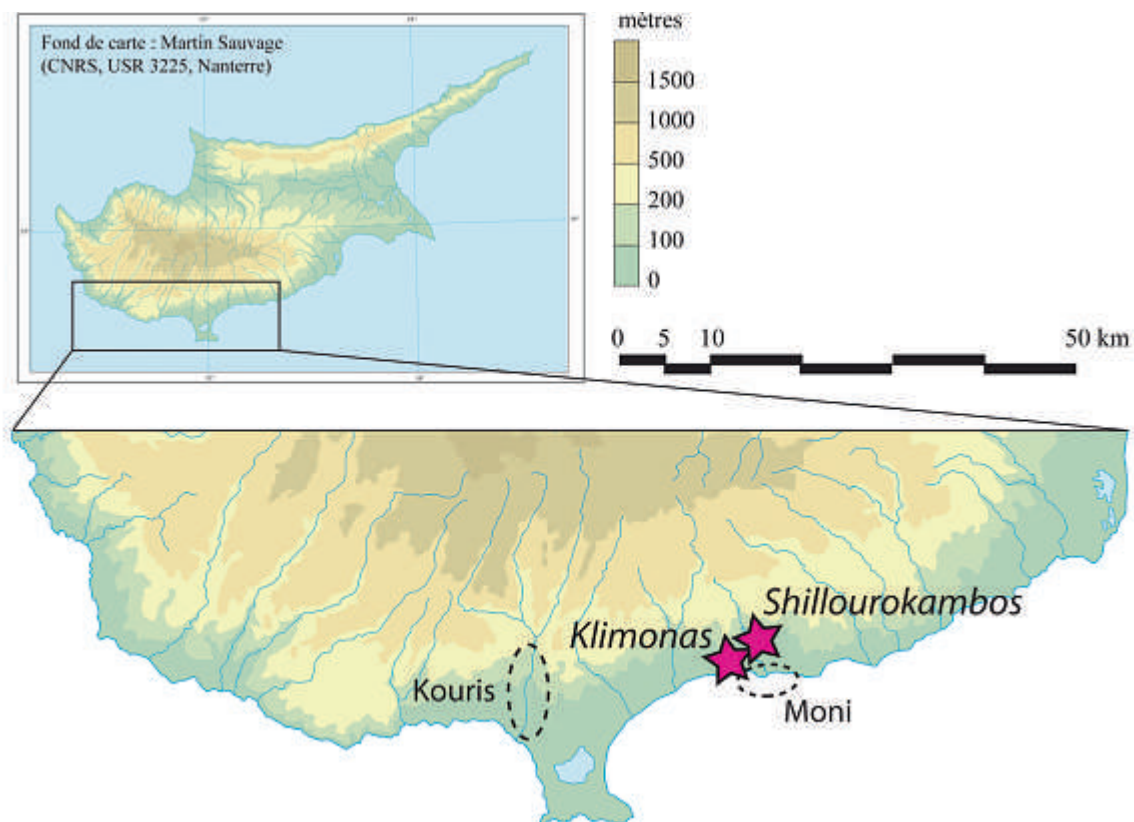 Fond de carte : Martin Sauvage
(CNRS, USR 3225, Nanterre)
mètres
1500
1000
500
200
100
0
0 5 10 50 km
Shillourokambos
Klimonas
Kouris
Moni